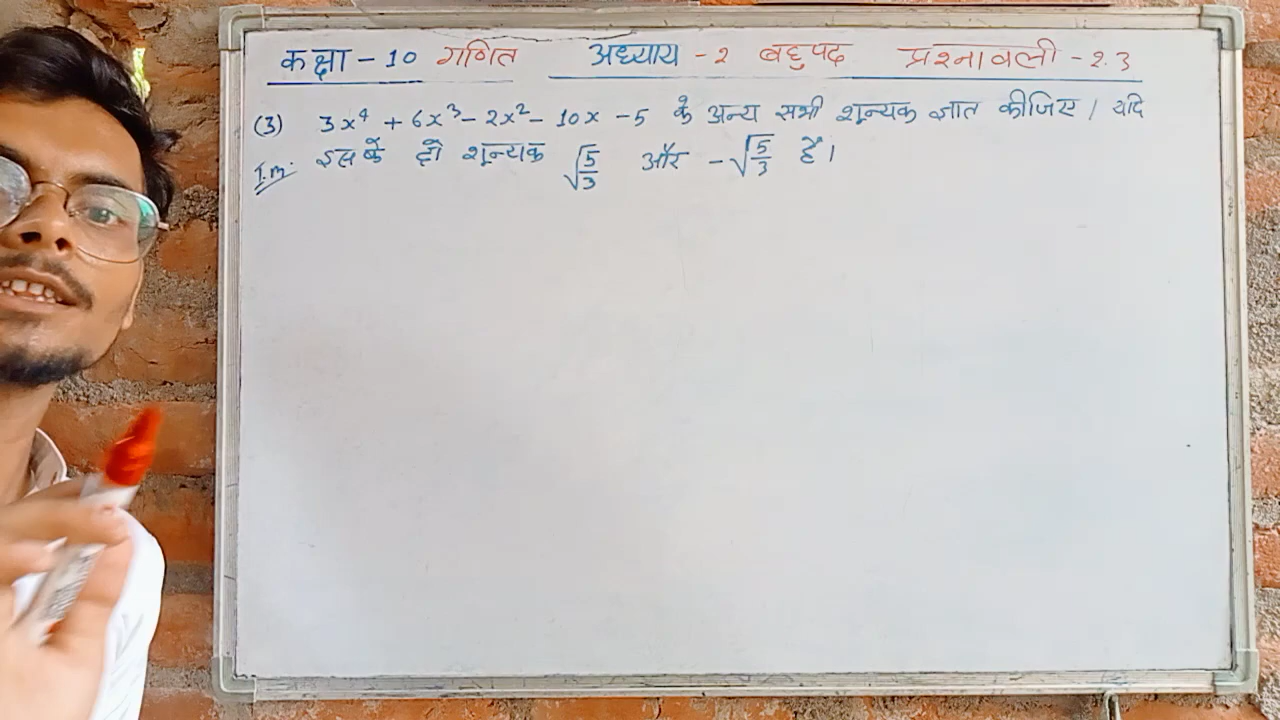 कक्षा - 10 गणित अध्याय - 2 बहुपद प्रश्नावली - 2.3
(3) 3x⁴ + 6x³ - 2x² - 10x - 5 के अन्य सभी शून्यक ज्ञात कीजिए। यदि
I.m. इसके दो शून्यक √5/3 और -√5/3 हैं।